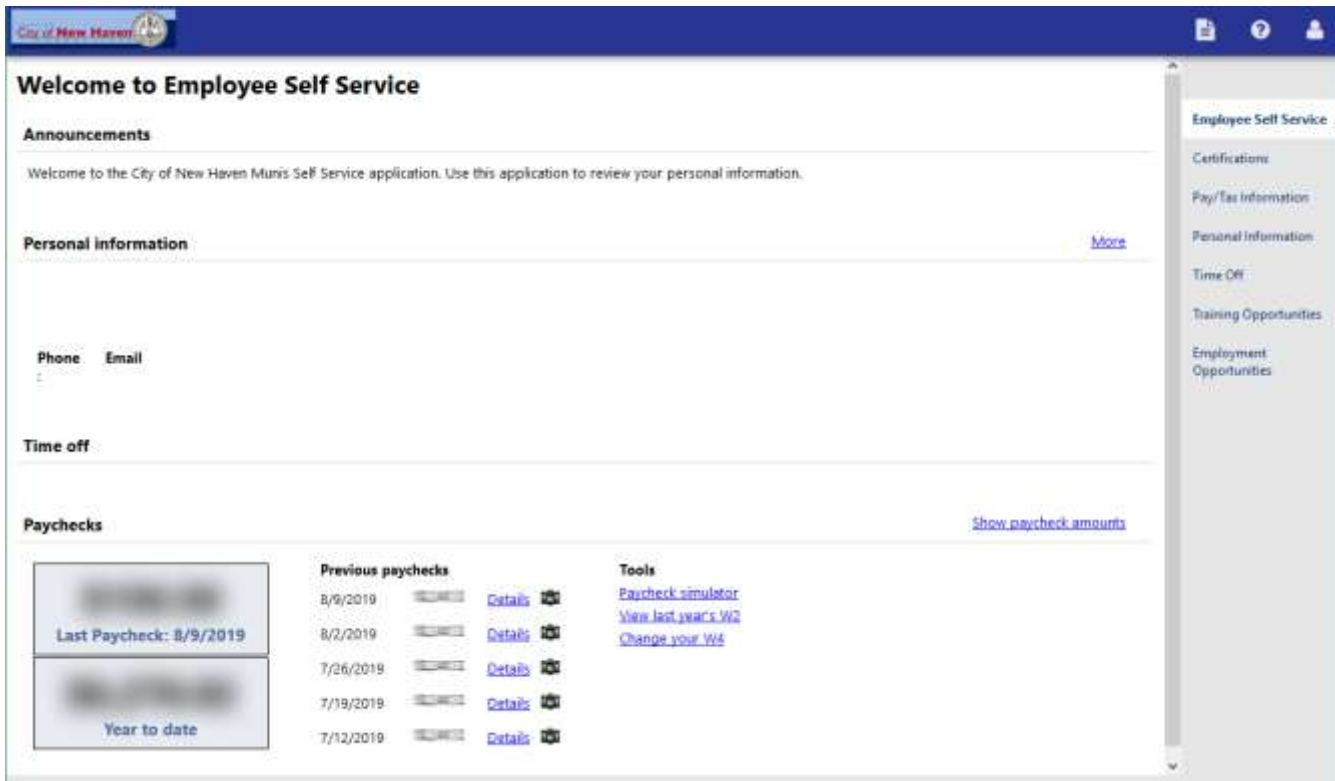 City of New Haven
Welcome to Employee Self Service
Announcements
Welcome to the City of New Haven Munis Self Service application. Use this application to review your personal information.
Personal information More
Phone Email
Time off
Paychecks Show paycheck amounts
Last Paycheck: 8/9/2019
Year to date
Previous paychecks
8/9/2019 Details
8/2/2019 Details
7/26/2019 Details
7/19/2019 Details
7/12/2019 Details
Tools
Paycheck simulator
View last year's W2
Change your W4
Employee Self Service
Certifications
Pay/Tax Information
Personal Information
Time Off
Training Opportunities
Employment
Opportunities